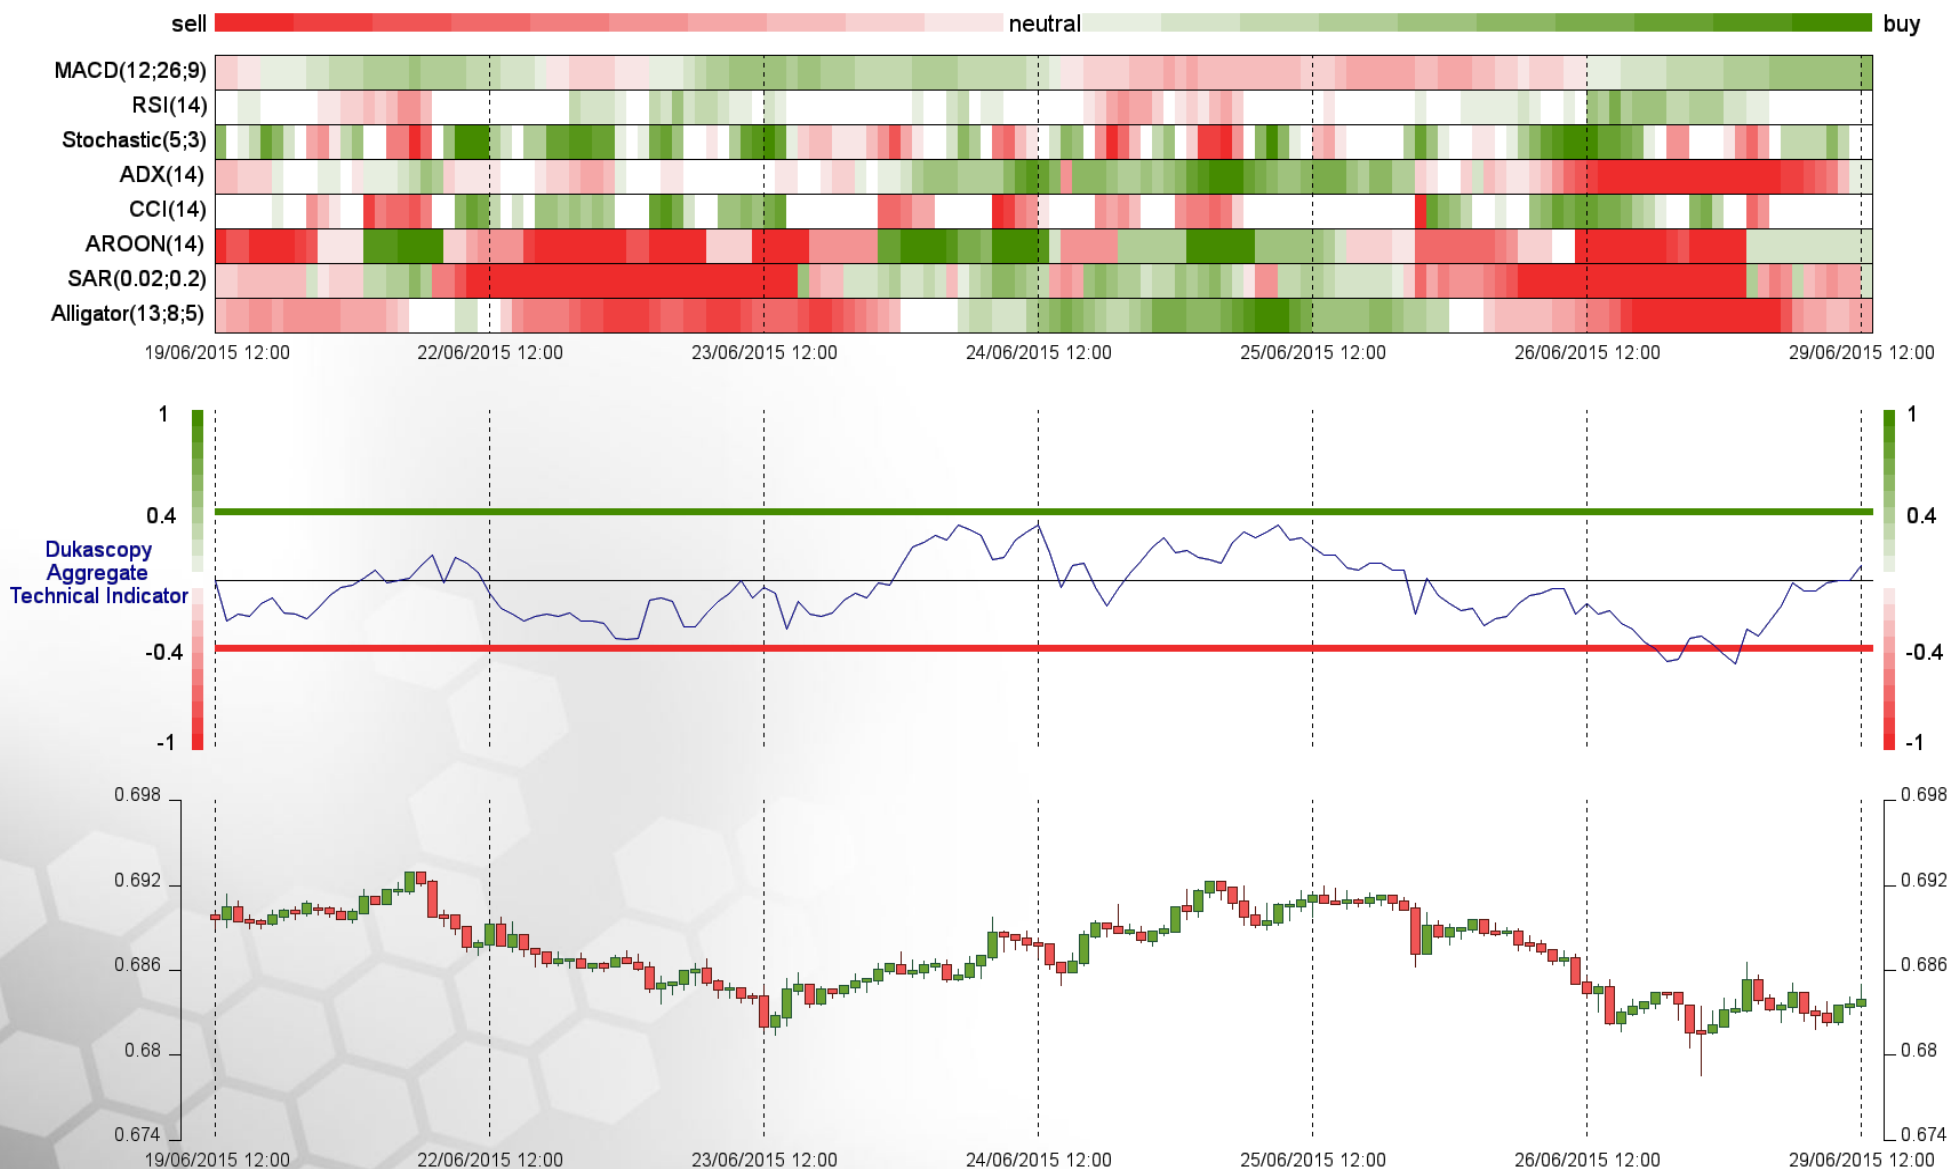 sell neutral buy
MACD(12;26;9)
RSI(14)
Stochastic(5;3)
ADX(14)
CCI(14)
AROON(14)
SAR(0.02;0.2)
Alligator(13;8;5)
19/06/2015 12:00 22/06/2015 12:00 23/06/2015 12:00 24/06/2015 12:00 25/06/2015 12:00 26/06/2015 12:00 29/06/2015 12:00
1 1
0.4 0.4
Dukascopy
Aggregate
Technical Indicator
-0.4 -0.4
-1 -1
0.698 0.698
0.692 0.692
0.686 0.686
0.68 0.68
0.674 0.674
19/06/2015 12:00 22/06/2015 12:00 23/06/2015 12:00 24/06/2015 12:00 25/06/2015 12:00 26/06/2015 12:00 29/06/2015 12:00